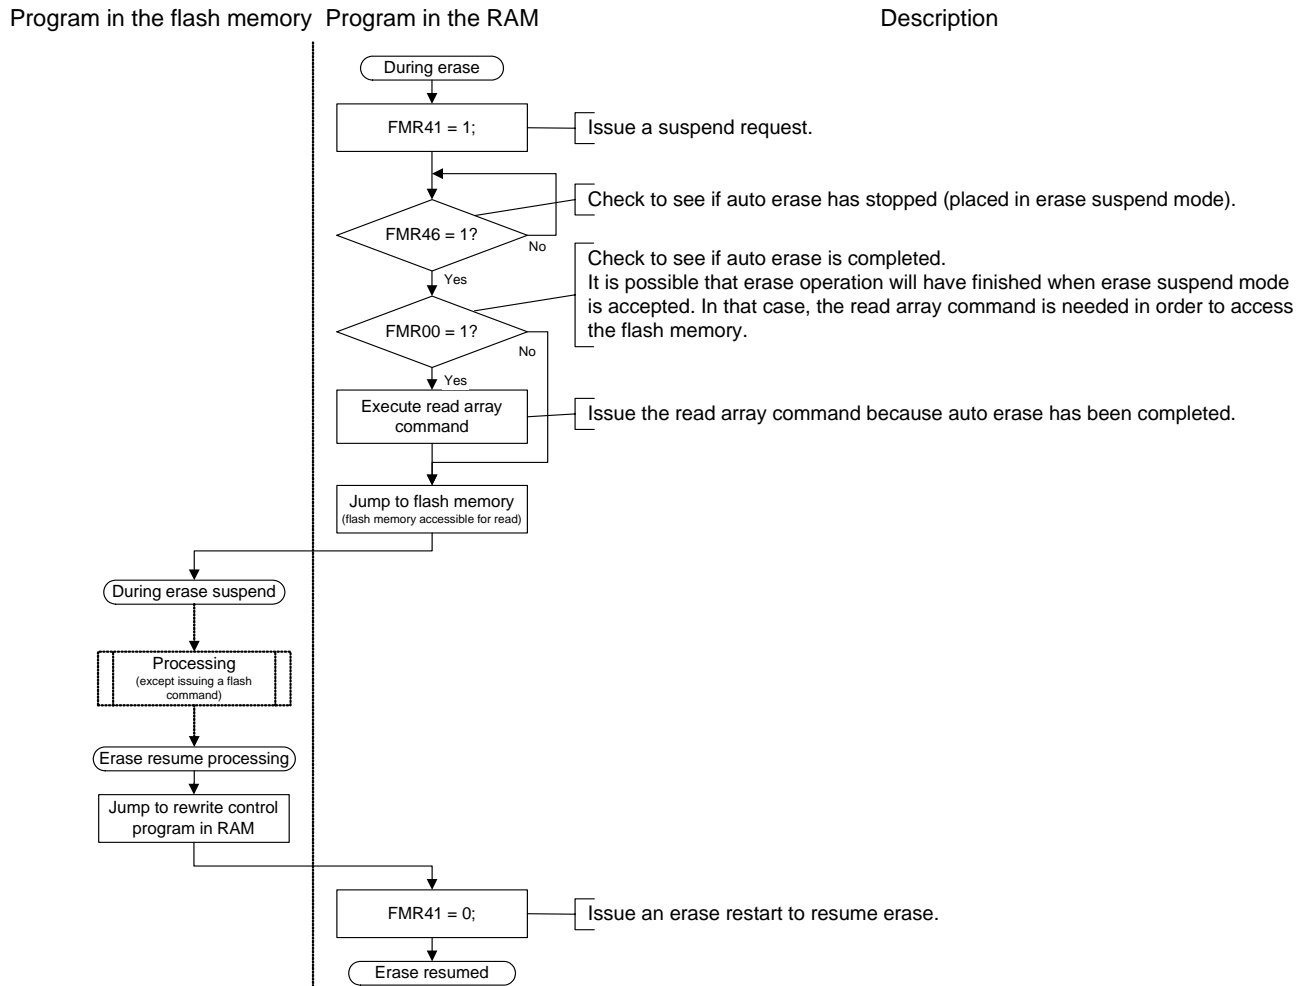 Program in the flash memory
Program in the RAM
Description
During erase
FMR41 = 1;
Issue a suspend request.
Check to see if auto erase has stopped (placed in erase suspend mode).
FMR46 = 1?
No
Yes
Check to see if auto erase is completed.
It is possible that erase operation will have finished when erase suspend mode
is accepted. In that case, the read array command is needed in order to access
the flash memory.
FMR00 = 1?
No
Yes
Execute read array
command
Issue the read array command because auto erase has been completed.
Jump to flash memory
(flash memory accessible for read)
During erase suspend
Processing
(except issuing a flash
command)
Erase resume processing
Jump to rewrite control
program in RAM
FMR41 = 0;
Issue an erase restart to resume erase.
Erase resumed